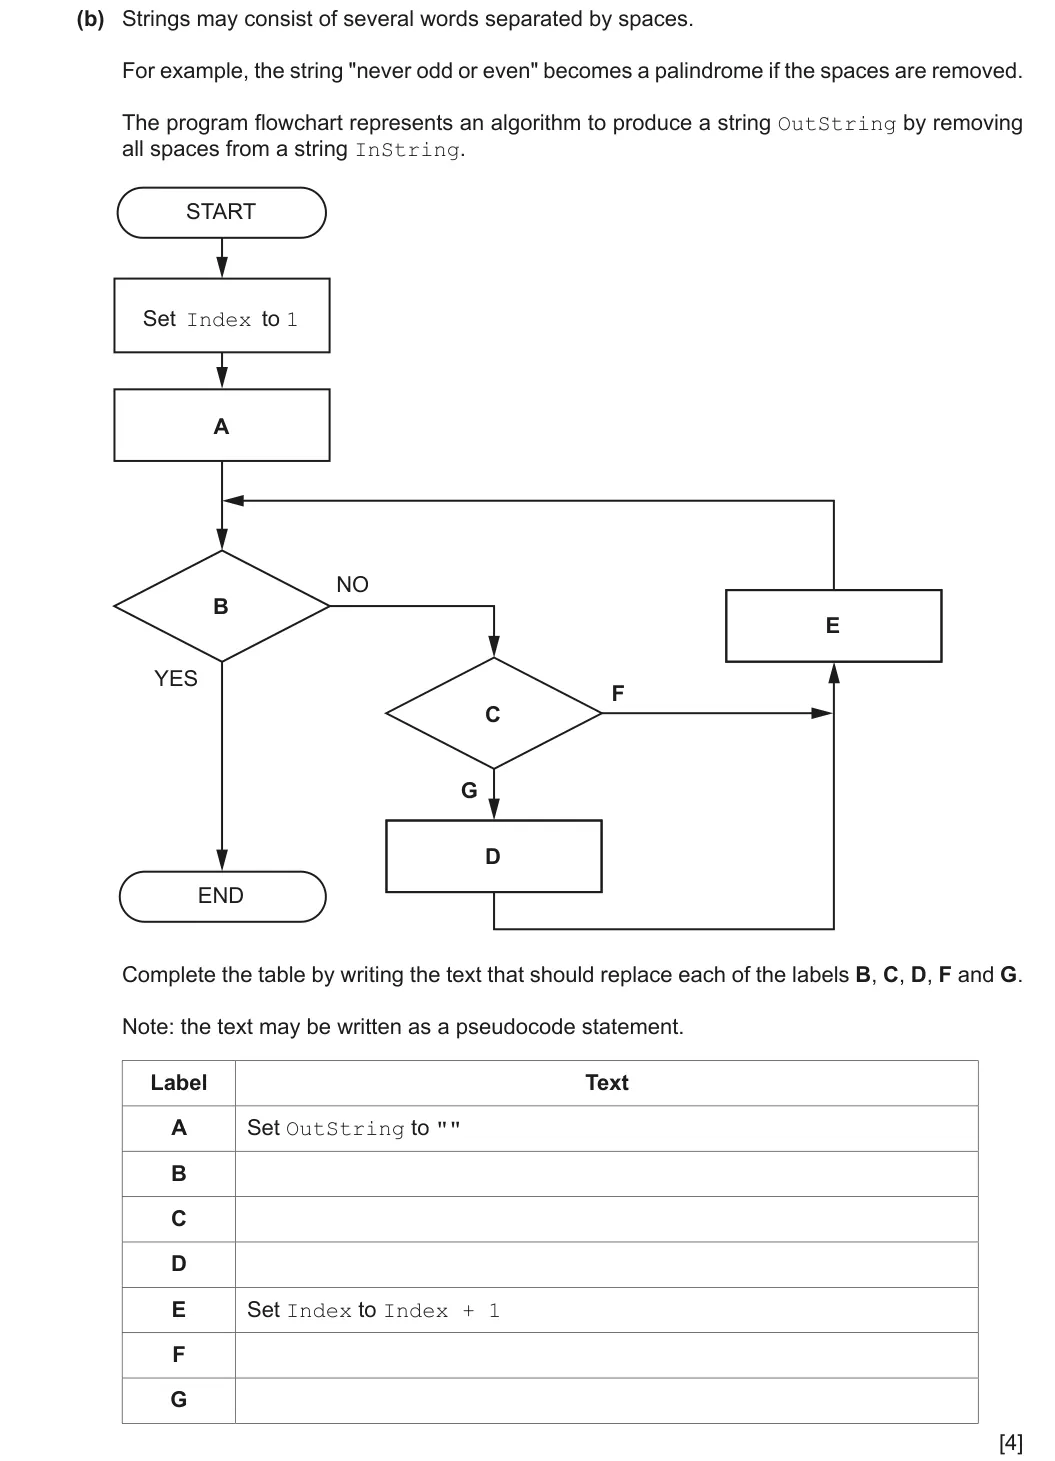 (b) Strings may consist of several words separated by spaces.
For example, the string "never odd or even" becomes a palindrome if the spaces are removed.
The program flowchart represents an algorithm to produce a string OutString by removing
all spaces from a string InString.
START
Set Index to 1
A
B
NO
YES
E
C
F
G
D
END
Complete the table by writing the text that should replace each of the labels B, C, D, F and G.
Note: the text may be written as a pseudocode statement.
Label Text
A Set OutString to ""
B
C
D
E Set Index to Index + 1
F
G
[4]